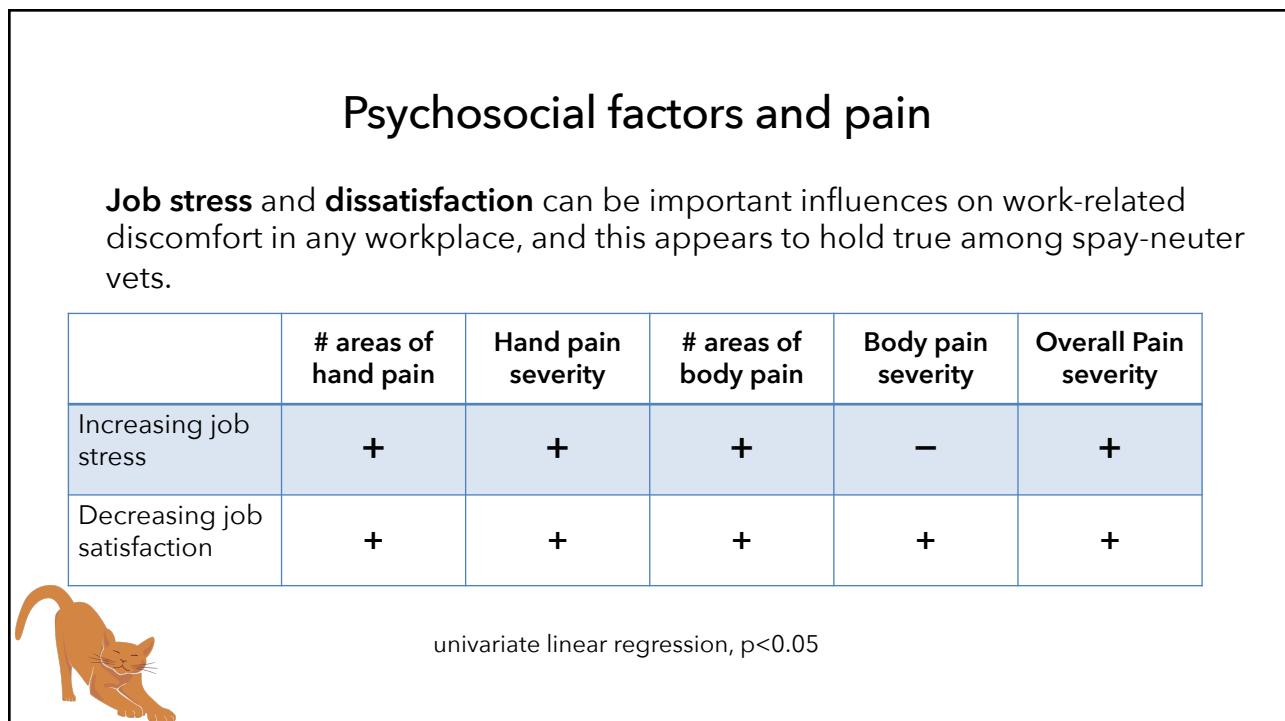 Psychosocial factors and pain
Job stress and dissatisfaction can be important influences on work-related
discomfort in any workplace, and this appears to hold true among spay-neuter
vets.
# areas of
hand pain
Hand pain
severity
# areas of
body pain
Body pain
severity
Overall Pain
severity
Increasing job
stress
+
+
+
–
+
Decreasing job
satisfaction
+
+
+
+
+
univariate linear regression, p<0.05